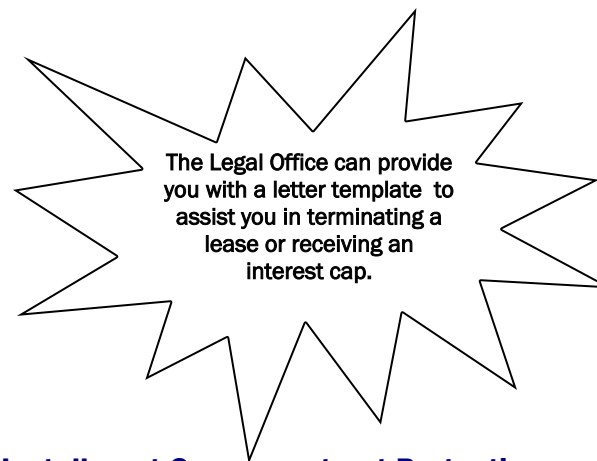 The Legal Office can provide
you with a letter template to
assist you in terminating a
lease or receiving an
interest cap.